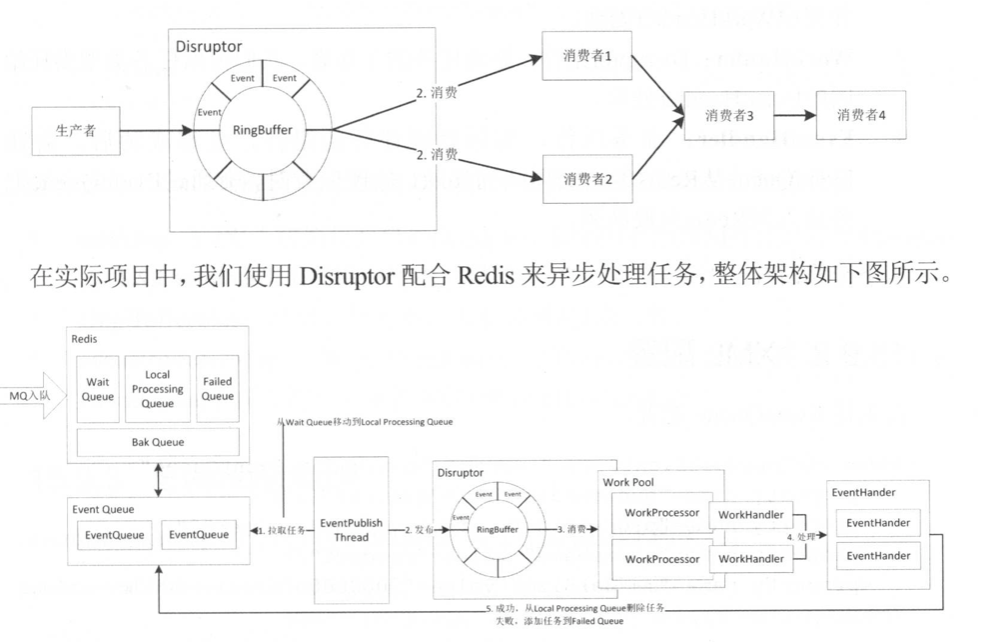 Disruptor
Event
Event
Event
RingBuffer
生产者
2. 消费
2. 消费
消费者1
消费者2
消费者3
消费者4
在实际项目中，我们使用 Disruptor 配合 Redis 来异步处理任务，整体架构如下图所示。
Redis
MQ入队
Wait
Queue
Local
Processing
Queue
Failed
Queue
Bak Queue
从Wait Queue移动到Local Processing Queue
Event Queue
EventQueue
EventQueue
1. 拉取任务
EventPublish
Thread
2. 发布
Disruptor
Event
Event
Event
RingBuffer
3. 消费
Work Pool
WorkProcessor
WorkHandler
WorkProcessor
WorkHandler
4. 处理
EventHander
EventHander
EventHander
5. 成功，从Local Processing Queue删除任务
失败，添加任务到Failed Queue